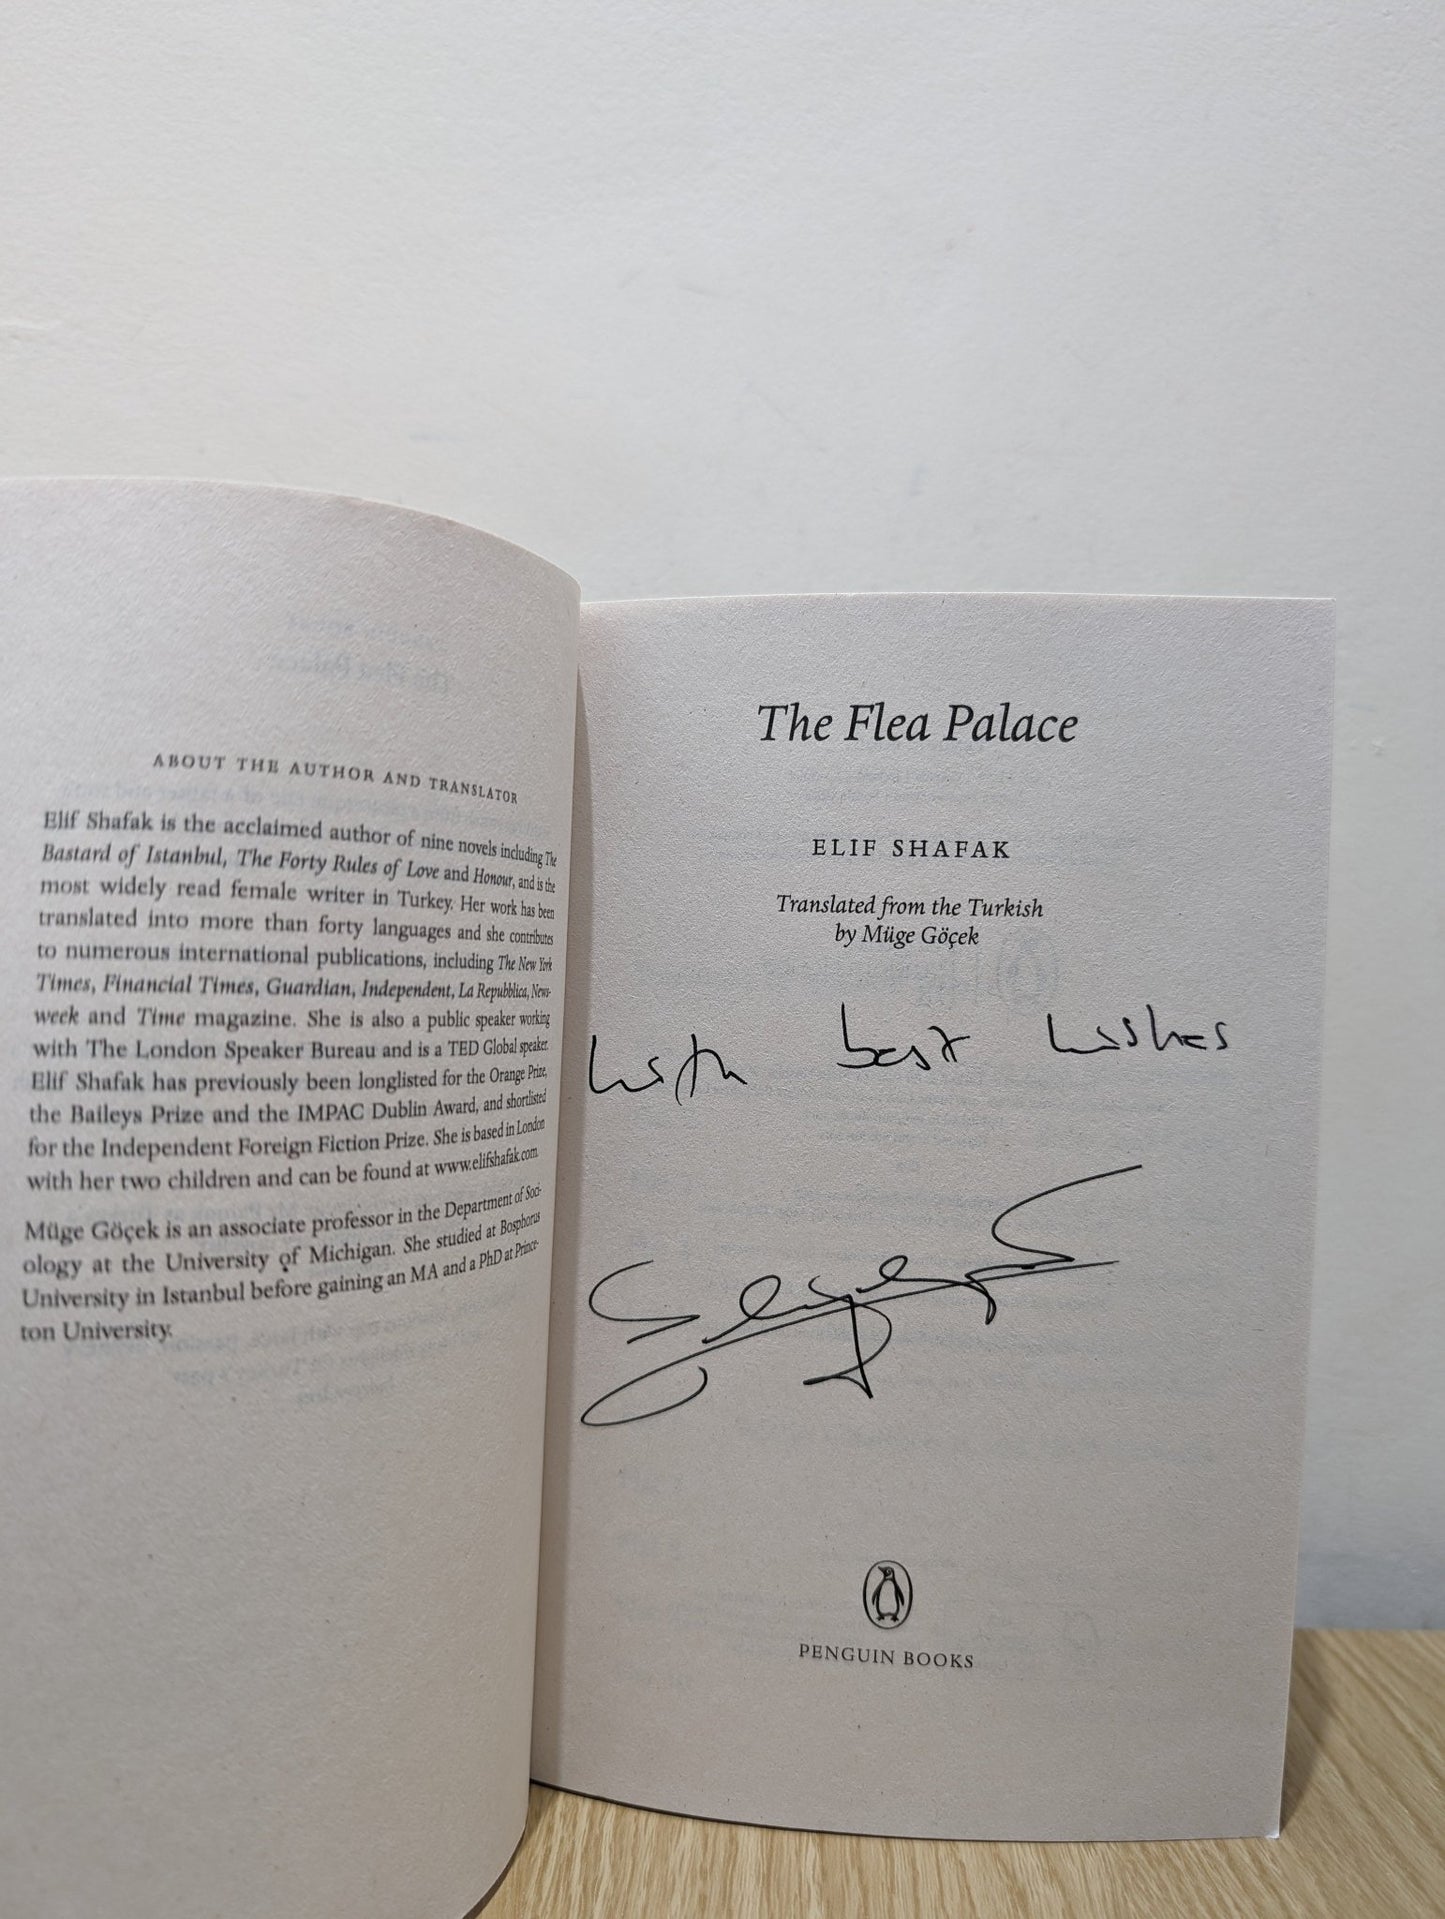 ABOUT THE AUTHOR AND TRANSLATOR
Elif Shafak is the acclaimed author of nine novels including The
Bastard of Istanbul, The Forty Rules of Love and Honour, and is the
most widely read female writer in Turkey. Her work has been
translated into more than forty languages and she contributes
to numerous international publications, including The New York
Times, Financial Times, Guardian, Independent, La Repubblica, News-
week and Time magazine. She is also a public speaker working
with The London Speaker Bureau and is a TED Global speaker.
Elif Shafak has previously been longlisted for the Orange Prize,
the Baileys Prize and the IMPAC Dublin Award, and shortlisted
for the Independent Foreign Fiction Prize. She is based in London
with her two children and can be found at www.elifshafak.com
Müge Göçek is an associate professor in the Department of Soci-
ology at the University of Michigan. She studied at Bosphorus
University in Istanbul before gaining an MA and a PhD at Prince-
ton University.
The Flea Palace
ELIF SHAFAK
Translated from the Turkish
by Müge Göçek
With best wishes
PENGUIN BOOKS